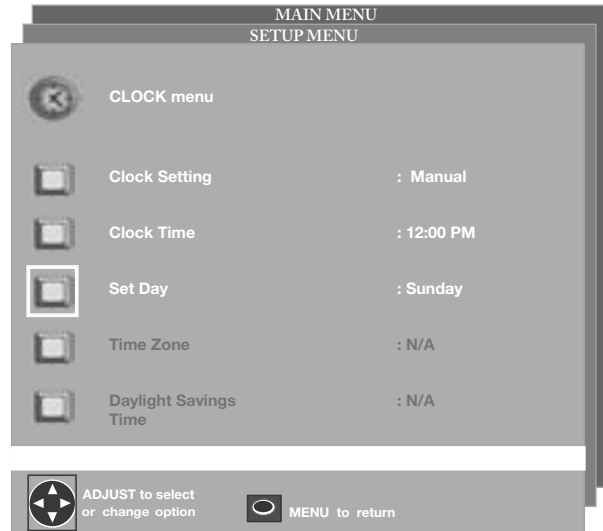 MAIN MENU
SETUP MENU
CLOCK menu
Clock Setting : Manual
Clock Time : 12:00 PM
Set Day : Sunday
Time Zone : N/A
Daylight Savings : N/A
Time
ADJUST to select
or change option
MENU to return